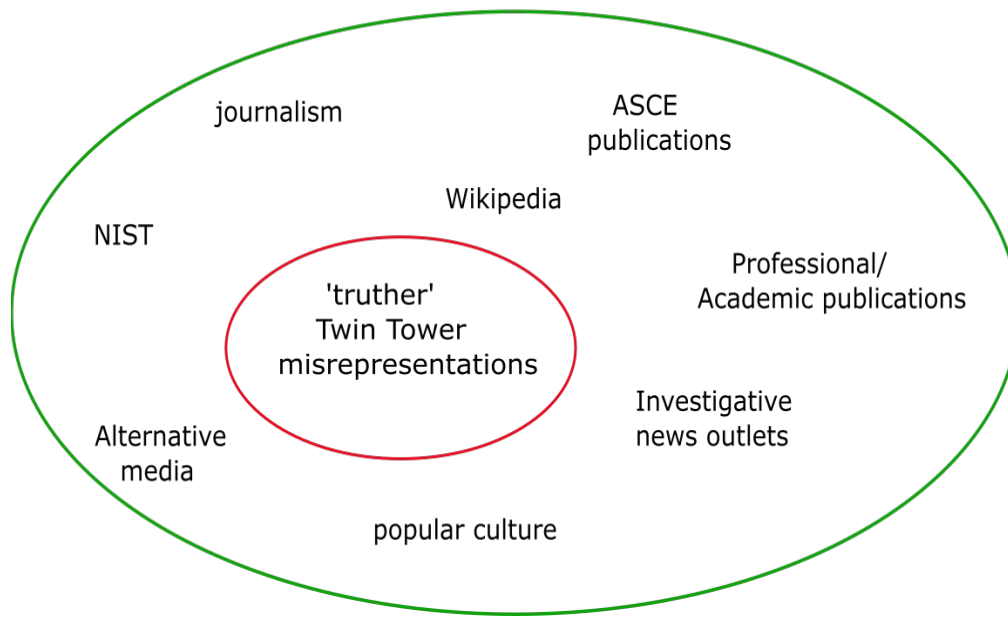 journalism
ASCE
publications
Wikipedia
NIST
Professional/
Academic publications
'truther'
Twin Tower
misrepresentations
Investigative
news outlets
Alternative
media
popular culture